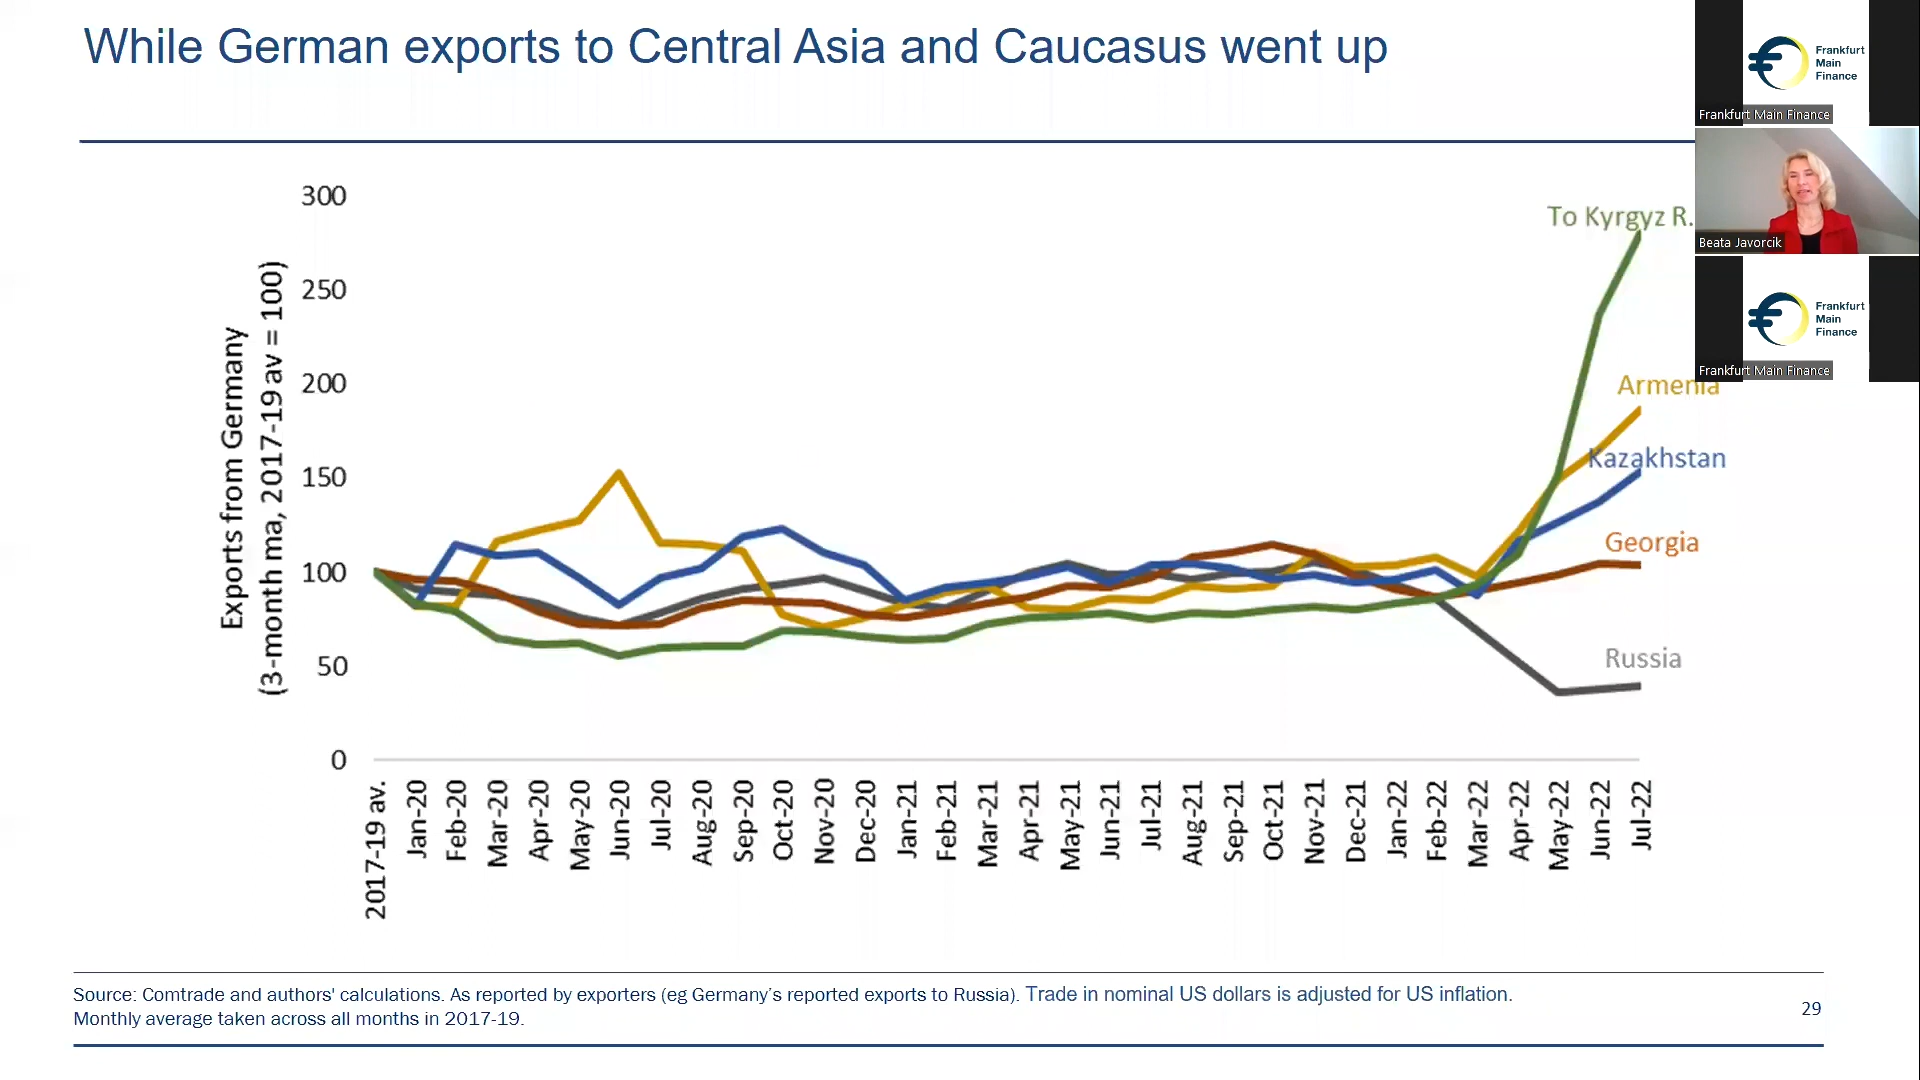 While German exports to Central Asia and Caucasus went up
Frankfurt
Main
Finance
Frankfurt Main Finance
Beata Javorcik
Frankfurt
Main
Finance
Frankfurt Main Finance
Exports from Germany
(3-month ma, 2017-19 av = 100)
300
250
200
150
100
50
0
To Kyrgyz R.
Armenia
Kazakhstan
Georgia
Russia
2017-19 av.
Jan-20
Feb-20
Mar-20
Apr-20
May-20
Jun-20
Jul-20
Aug-20
Sep-20
Oct-20
Nov-20
Dec-20
Jan-21
Feb-21
Mar-21
Apr-21
May-21
Jun-21
Jul-21
Aug-21
Sep-21
Oct-21
Nov-21
Dec-21
Jan-22
Feb-22
Mar-22
Apr-22
May-22
Jun-22
Jul-22
Source: Comtrade and authors' calculations. As reported by exporters (eg Germany's reported exports to Russia). Trade in nominal US dollars is adjusted for US inflation.
Monthly average taken across all months in 2017-19.
29